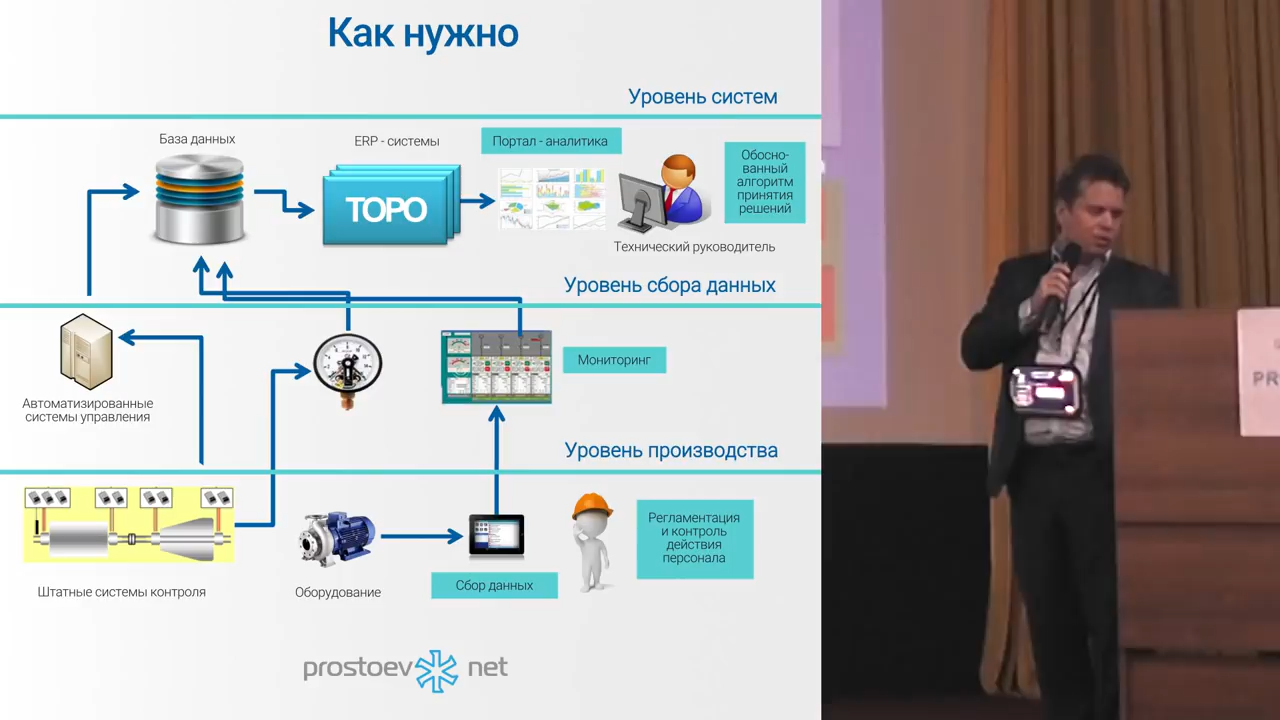 Как нужно
Уровень систем
База данных
ERP - системы
Портал - аналитика
ТОРО
Обосно-
ванный
алгоритм
принятия
решений
Технический руководитель
Уровень сбора данных
Мониторинг
Автоматизированные
системы управления
Уровень производства
Регламентация
и контроль
действия
персонала
Штатные системы контроля
Оборудование
Сбор данных
prostoev net
PR